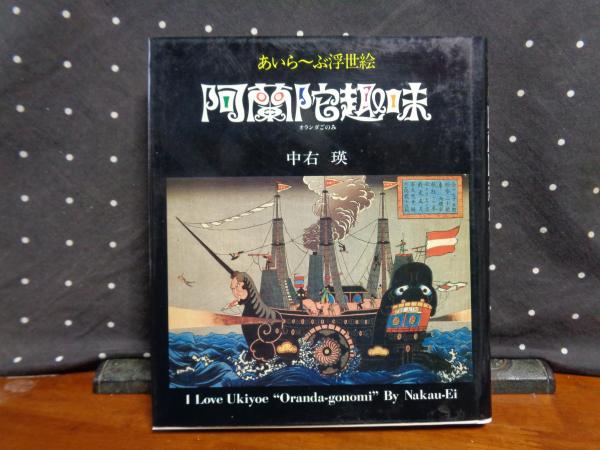 あいら〜ぶ浮世絵
阿蘭陀趣味
オランダごのみ
中右 瑛
I Love Ukiyoe “Oranda-gonomi” By Nakau-Ei